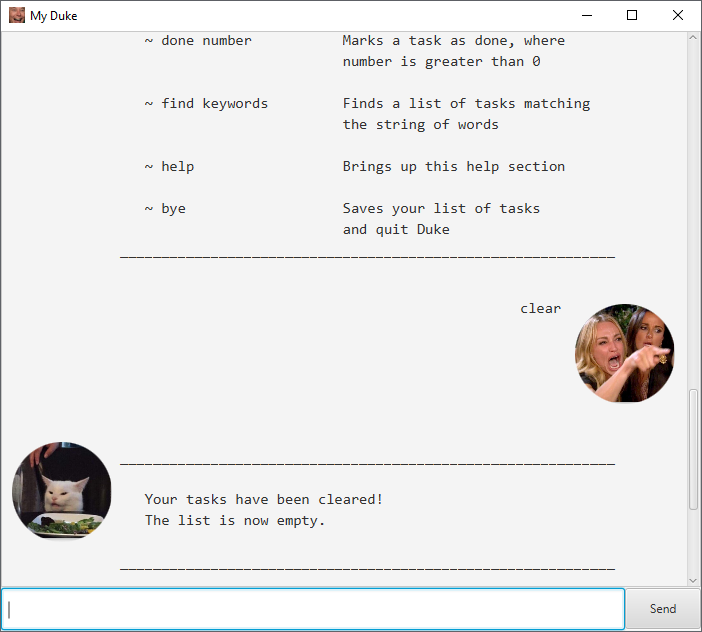 My Duke
~ done number Marks a task as done, where
number is greater than 0
~ find keywords Finds a list of tasks matching
the string of words
~ help Brings up this help section
~ bye Saves your list of tasks
and quit Duke
clear
Your tasks have been cleared!
The list is now empty.
Send